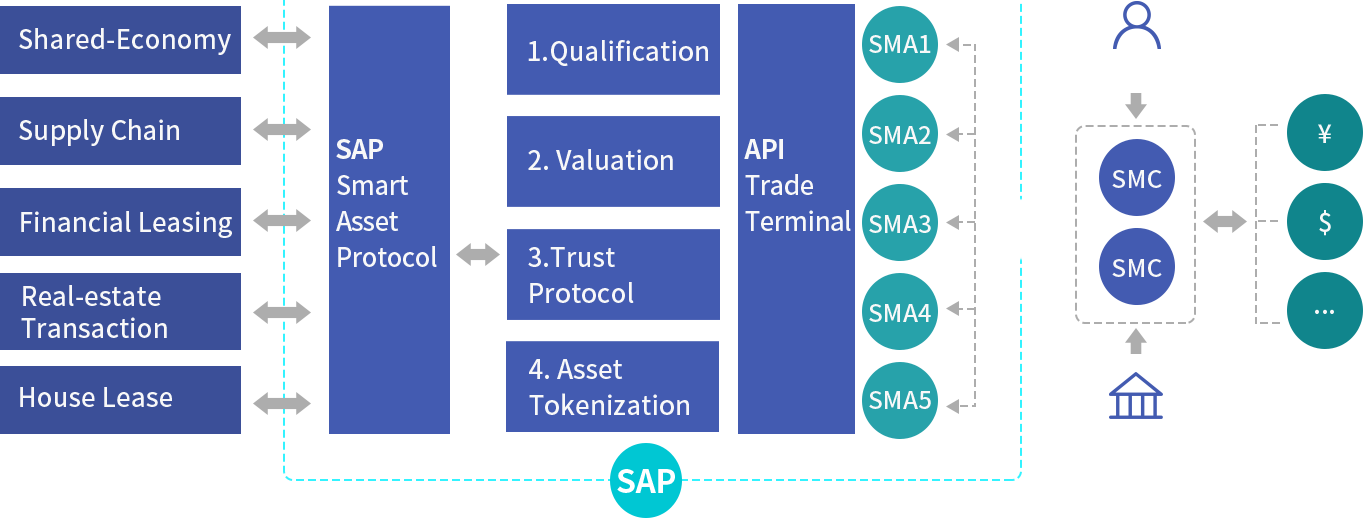 Shared-Economy
Supply Chain
Financial Leasing
Real-estate
Transaction
House Lease
SAP
Smart
Asset
Protocol
1.Qualification
2. Valuation
3.Trust
Protocol
4. Asset
Tokenization
API
Trade
Terminal
SMA1
SMA2
SMA3
SMA4
SMA5
SAP
SMC
SMC
¥
$
...